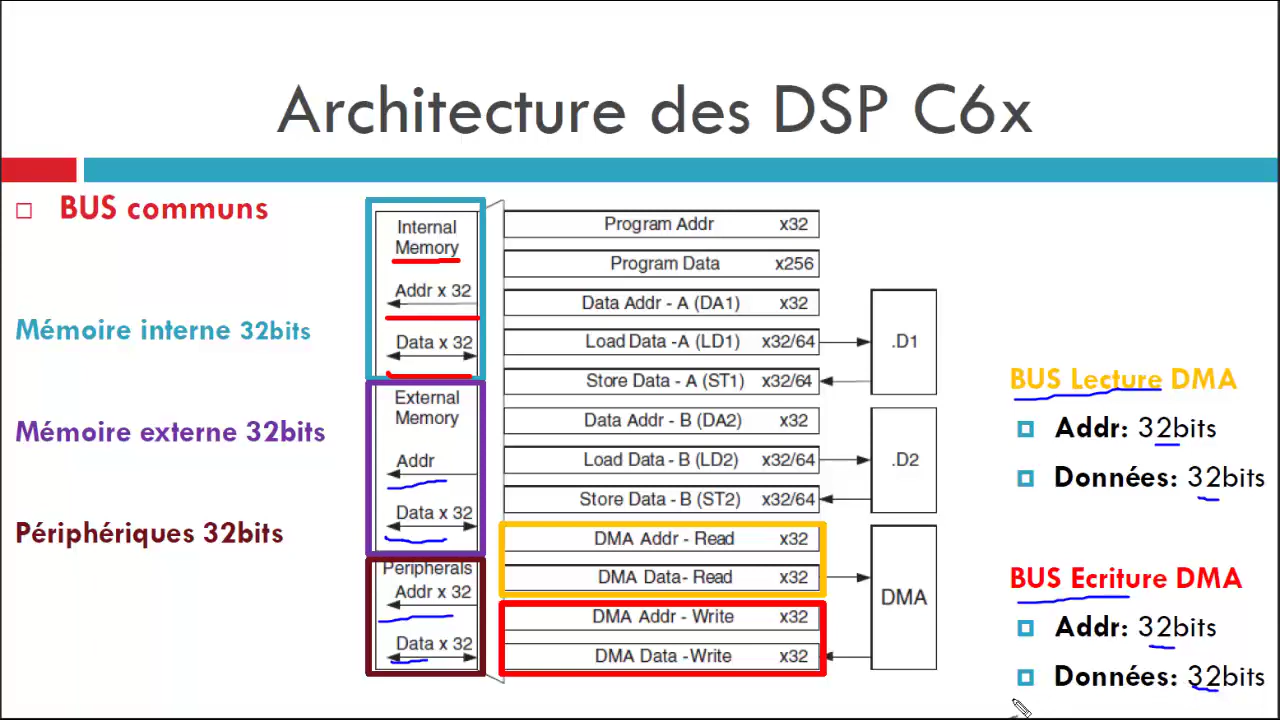 Architecture des DSP C6x
BUS communs
Mémoire interne 32bits
Mémoire externe 32bits
Périphériques 32bits
Internal
Memory
Addr x 32
Data x 32
External
Memory
Addr
Data x 32
Peripherals
Addr x 32
Data x 32
Program Addr x32
Program Data x256
Data Addr - A (DA1) x32
Load Data -A (LD1) x32/64
Store Data - A (ST1) x32/64
Data Addr - B (DA2) x32
Load Data - B (LD2) x32/64
Store Data - B (ST2) x32/64
DMA Addr - Read x32
DMA Data- Read x32
DMA Addr - Write x32
DMA Data -Write x32
.D1
.D2
DMA
BUS Lecture DMA
Addr: 32bits
Données: 32bits
BUS Ecriture DMA
Addr: 32bits
Données: 32bits